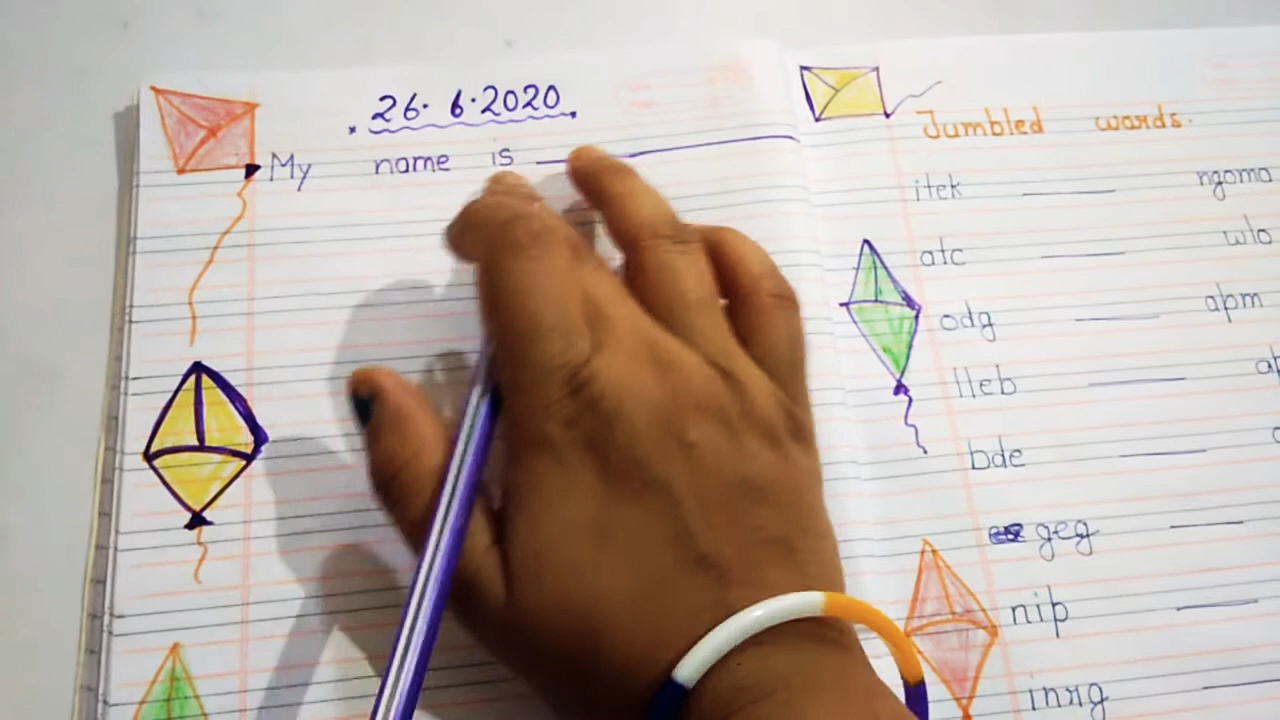 26. 6.2020.
My name is
Jumbled words.
itek ngoma
atc wlo
odg apm
lleb
bde
geg
nip
inrg